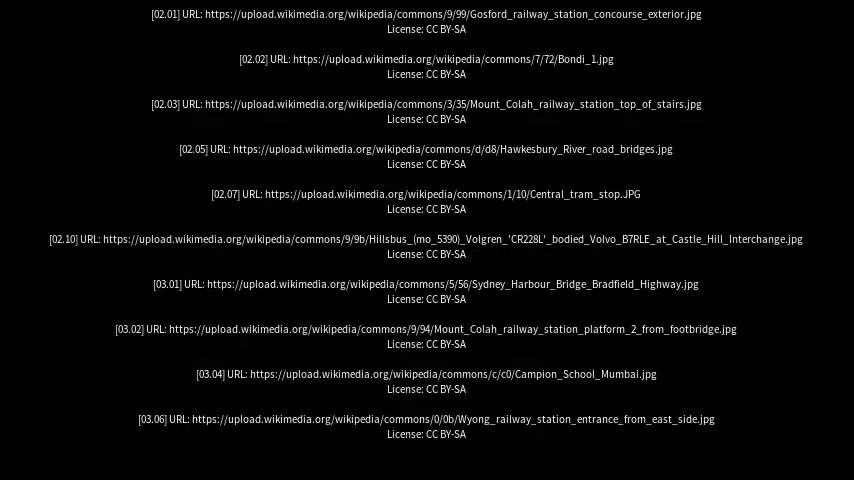 [02.01] URL: https://upload.wikimedia.org/wikipedia/commons/9/99/Gosford_railway_station_concourse_exterior.jpg
License: CC BY-SA
[02.02] URL: https://upload.wikimedia.org/wikipedia/commons/7/72/Bondi_1.jpg
License: CC BY-SA
[02.03] URL: https://upload.wikimedia.org/wikipedia/commons/3/35/Mount_Colah_railway_station_top_of_stairs.jpg
License: CC BY-SA
[02.05] URL: https://upload.wikimedia.org/wikipedia/commons/d/d8/Hawkesbury_River_road_bridges.jpg
License: CC BY-SA
[02.07] URL: https://upload.wikimedia.org/wikipedia/commons/1/10/Central_tram_stop.JPG
License: CC BY-SA
[02.10] URL: https://upload.wikimedia.org/wikipedia/commons/9/9b/Hillsbus_(mo_5390)_Volgren_'CR228L'_bodied_Volvo_B7RLE_at_Castle_Hill_Interchange.jpg
License: CC BY-SA
[03.01] URL: https://upload.wikimedia.org/wikipedia/commons/5/56/Sydney_Harbour_Bridge_Bradfield_Highway.jpg
License: CC BY-SA
[03.02] URL: https://upload.wikimedia.org/wikipedia/commons/9/94/Mount_Colah_railway_station_platform_2_from_footbridge.jpg
License: CC BY-SA
[03.04] URL: https://upload.wikimedia.org/wikipedia/commons/c/c0/Campion_School_Mumbai.jpg
License: CC BY-SA
[03.06] URL: https://upload.wikimedia.org/wikipedia/commons/0/0b/Wyong_railway_station_entrance_from_east_side.jpg
License: CC BY-SA